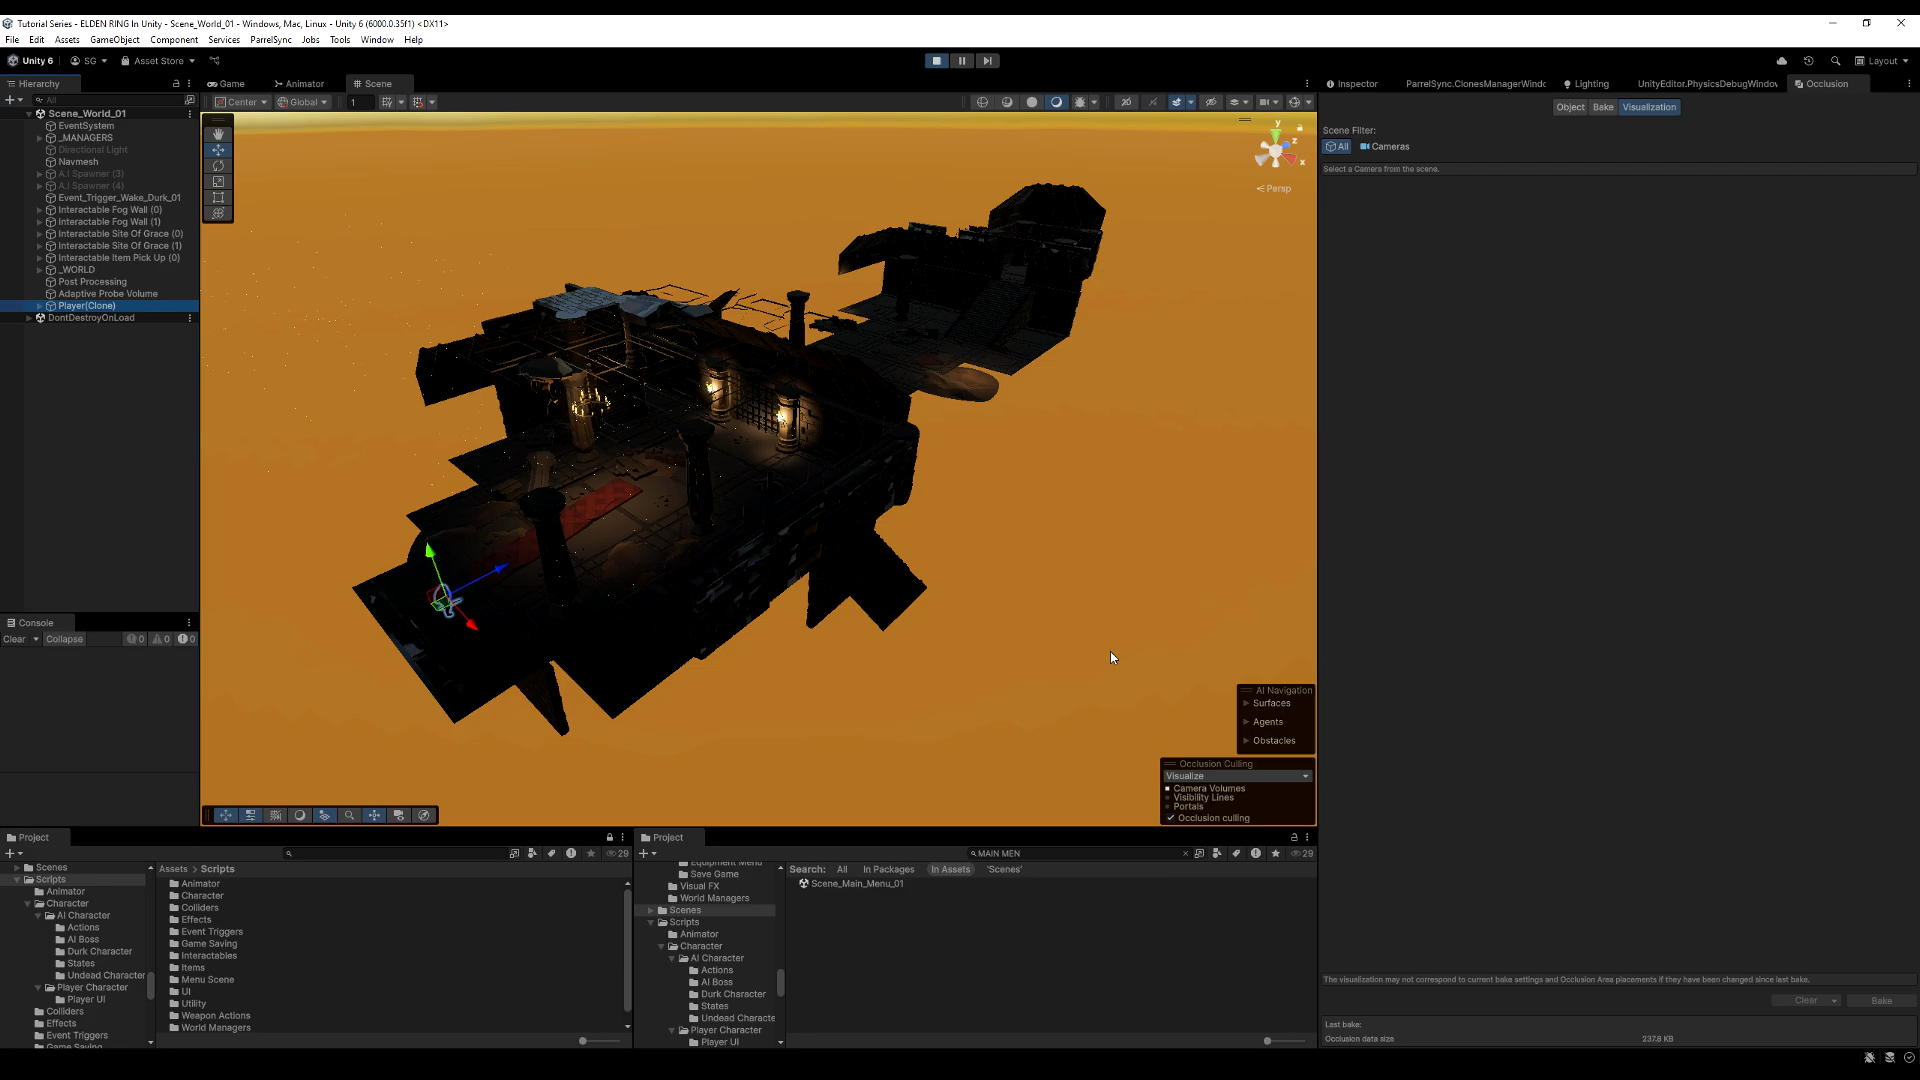 Tutorial Series - ELDEN RING In Unity - Scene_World_01 - Windows, Mac, Linux - Unity 6 (6000.0.35f1) <DX11>
File Edit Assets GameObject Component Services ParrelSync Jobs Tools Window Help
Unity 6 SG Asset Store Layout
Hierarchy
All
Scene_World_01
EventSystem
_MANAGERS
Directional Light
Navmesh
A.I Spawner (3)
A.I Spawner (4)
Event_Trigger_Wake_Durk_01
Interactable Fog Wall (0)
Interactable Fog Wall (1)
Interactable Site Of Grace (0)
Interactable Site Of Grace (1)
Interactable Item Pick Up (0)
_WORLD
Post Processing
Adaptive Probe Volume
Player(Clone)
DontDestroyOnLoad
Console
Clear Collapse 0 0 0
Game Animator Scene
Center Global 1
y
z
x
Persp
AI Navigation
Surfaces
Agents
Obstacles
Occlusion Culling
Visualize
Camera Volumes
Visibility Lines
Portals
Occlusion culling
Inspector ParrelSync.ClonesManagerWindo Lighting UnityEditor.PhysicsDebugWindov Occlusion
Object Bake Visualization
Scene Filter:
All Cameras
Select a Camera from the scene.
The visualization may not correspond to current bake settings and Occlusion Area placements if they have been changed since last bake.
Clear Bake
Last bake:
Occlusion data size 237.8 KB
Project
29
Scenes
Scripts
Animator
Character
AI Character
Actions
AI Boss
Durk Character
States
Undead Character
Player Character
Player UI
Colliders
Effects
Event Triggers
Game Saving
Assets > Scripts
Animator
Character
Colliders
Effects
Event Triggers
Game Saving
Interactables
Items
Menu Scene
UI
Utility
Weapon Actions
World Managers
Project
MAIN MEN 29
Equipment Menu
Save Game
Visual FX
World Managers
Scenes
Scripts
Animator
Character
AI Character
Actions
AI Boss
Durk Character
States
Undead Characte
Player Character
Player UI
Search: All In Packages In Assets 'Scenes'
Scene_Main_Menu_01